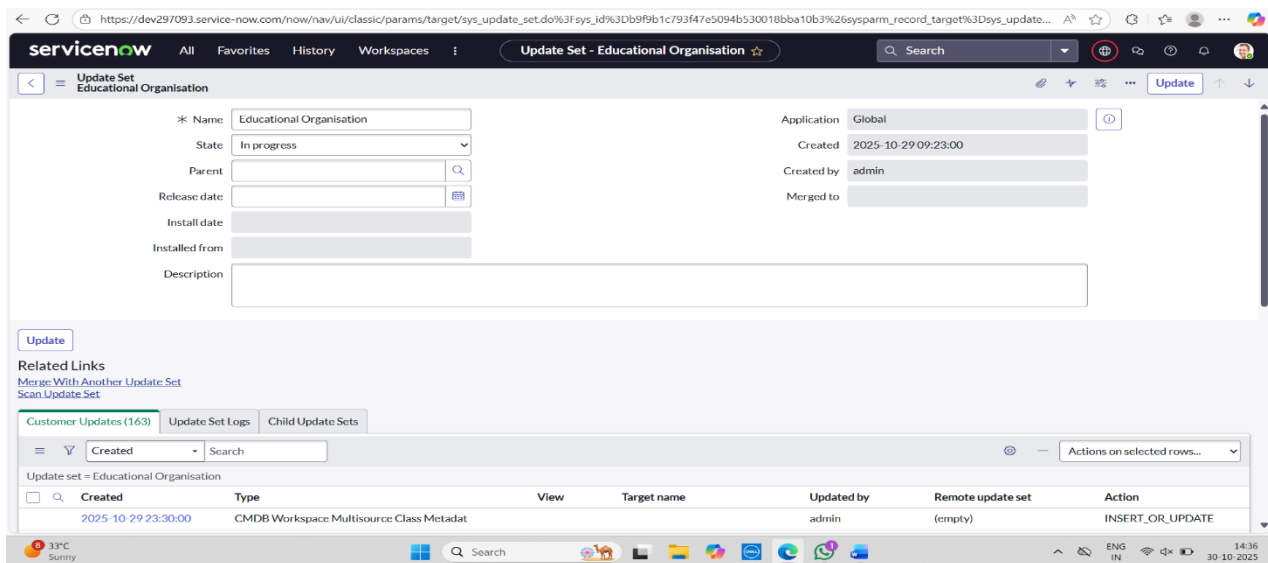 https://dev297093.service-now.com/now/nav/ui/classic/params/target/sys_update_set.do%3Fsys_id%3Db9f9b1c793f47e5094b530018bba10b3%26sysparm_record_target%3Dsys_update...
servicenow All Favorites History Workspaces Update Set - Educational Organisation Search
Update Set
Educational Organisation
Update
* Name Educational Organisation Application Global
State In progress Created 2025-10-29 09:23:00
Parent Created by admin
Release date Merged to
Install date
Installed from
Description
Update
Related Links
Merge With Another Update Set
Scan Update Set
Customer Updates (163) Update Set Logs Child Update Sets
Created Search Actions on selected rows...
Update set = Educational Organisation
Created Type View Target name Updated by Remote update set Action
2025-10-29 23:30:00 CMDB Workspace Multisource Class Metadat admin (empty) INSERT_OR_UPDATE
8 33°C Search 1 ENG 14:36
Sunny IN 30-10-2025